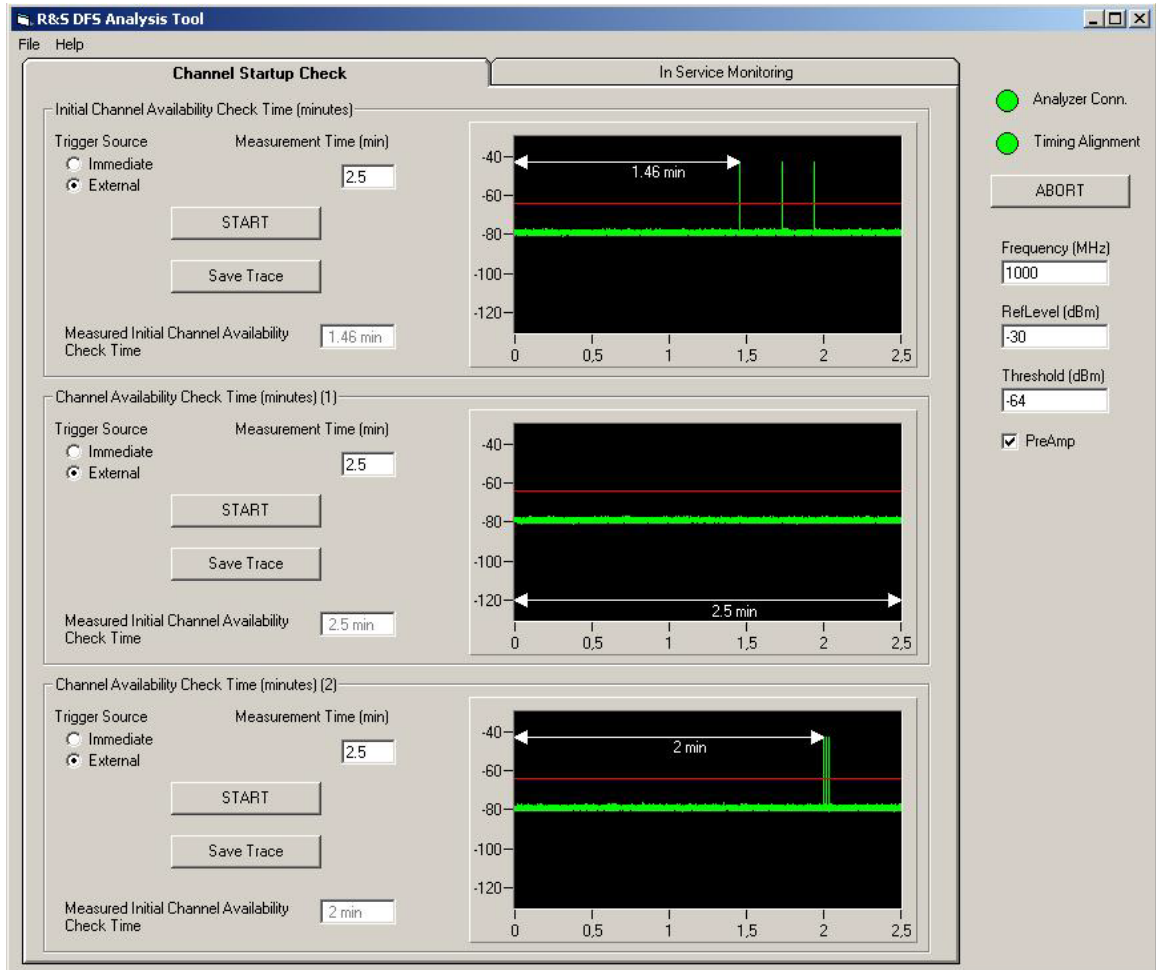 R&S DFS Analysis Tool
File Help
Channel Startup Check
In Service Monitoring
Initial Channel Availability Check Time (minutes)
Trigger Source
Immediate
External
Measurement Time (min)
2.5
START
Save Trace
Measured Initial Channel Availability
Check Time
1.46 min
-40
-60
-80
-100
-120
1.46 min
0 0,5 1 1,5 2 2,5
Channel Availability Check Time (minutes) (1)
Trigger Source
Immediate
External
Measurement Time (min)
2.5
START
Save Trace
Measured Initial Channel Availability
Check Time
2.5 min
-40
-60
-80
-100
-120
2.5 min
0 0,5 1 1,5 2 2,5
Channel Availability Check Time (minutes) (2)
Trigger Source
Immediate
External
Measurement Time (min)
2.5
START
Save Trace
Measured Initial Channel Availability
Check Time
2 min
-40
-60
-80
-100
-120
2 min
0 0,5 1 1,5 2 2,5
Analyzer Conn.
Timing Alignment
ABORT
Frequency (MHz)
1000
RefLevel (dBm)
-30
Threshold (dBm)
-64
PreAmp